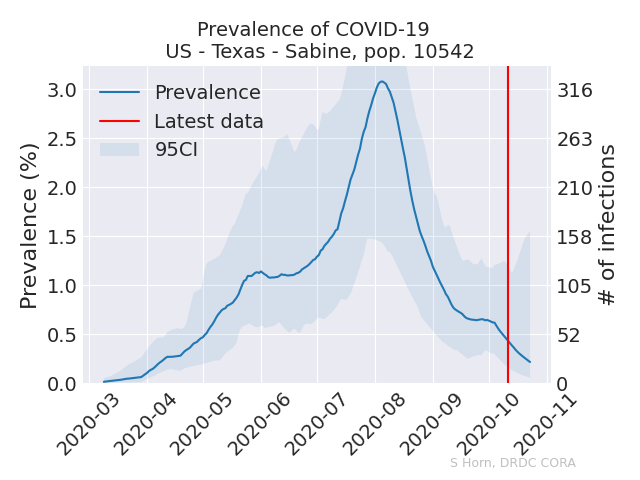 Prevalence of COVID-19
US - Texas - Sabine, pop. 10542
Prevalence
Latest data
95CI
Prevalence (%)
3.0
2.5
2.0
1.5
1.0
0.5
0.0
316
263
210
158
105
52
0
# of infections
2020-03
2020-04
2020-05
2020-06
2020-07
2020-08
2020-09
2020-10
2020-11
S Horn, DRDC CORA